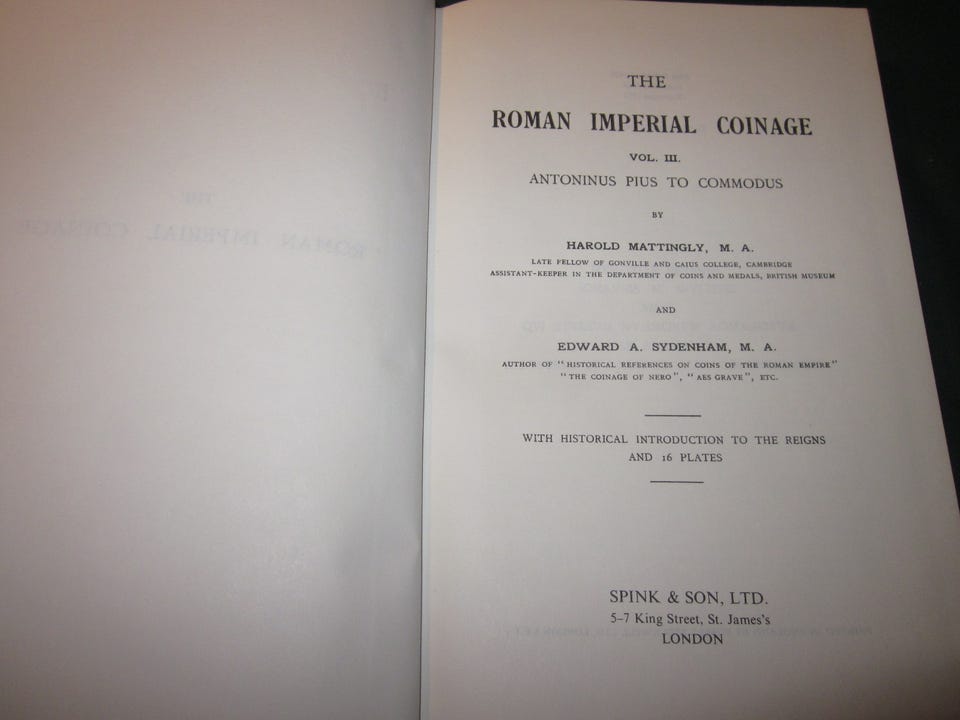 THE
ROMAN IMPERIAL COINAGE
VOL. III.
ANTONINUS PIUS TO COMMODUS
BY
HAROLD MATTINGLY, M. A.
LATE FELLOW OF GONVILLE AND CAIUS COLLEGE, CAMBRIDGE
ASSISTANT-KEEPER IN THE DEPARTMENT OF COINS AND MEDALS, BRITISH MUSEUM
AND
EDWARD A. SYDENHAM, M. A.
AUTHOR OF "HISTORICAL REFERENCES ON COINS OF THE ROMAN EMPIRE"
"THE COINAGE OF NERO", "AES GRAVE", ETC.
WITH HISTORICAL INTRODUCTION TO THE REIGNS
AND 16 PLATES
SPINK & SON, LTD.
5-7 King Street, St. James's
LONDON